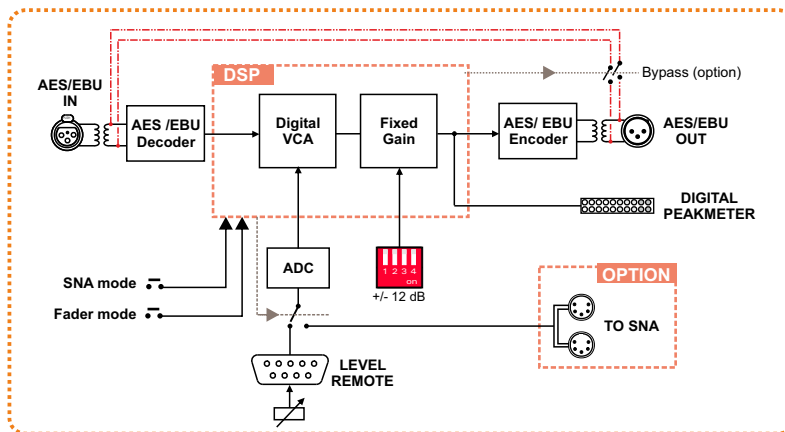 DSP
Bypass (option)
AES/EBU
IN
AES /EBU
Decoder
Digital
VCA
Fixed
Gain
AES/ EBU
Encoder
AES/EBU
OUT
DIGITAL
PEAKMETER
ADC
1 2 3 4
on
+/- 12 dB
SNA mode
Fader mode
OPTION
TO SNA
LEVEL
REMOTE